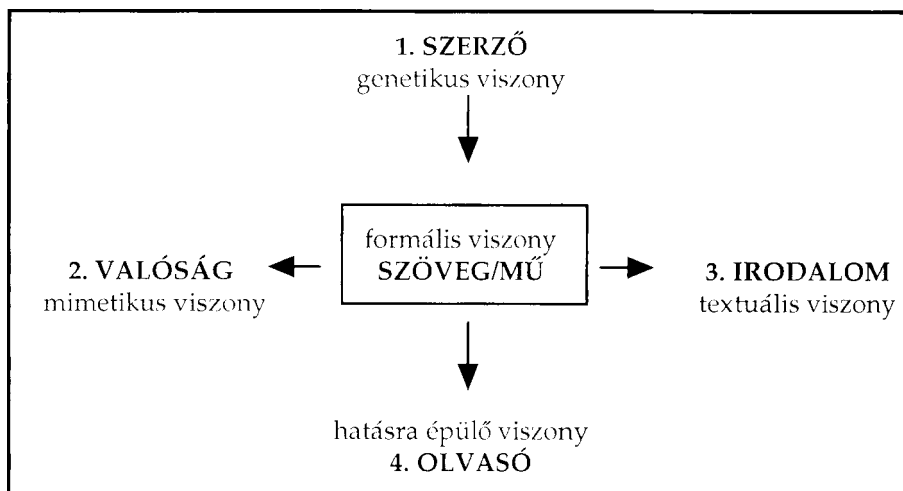 1. SZERZŐ
genetikus viszony
formális viszony
SZÖVEG/MŰ
2. VALÓSÁG
mimetikus viszony
3. IRODALOM
textuális viszony
hatásra épülő viszony
4. OLVASÓ